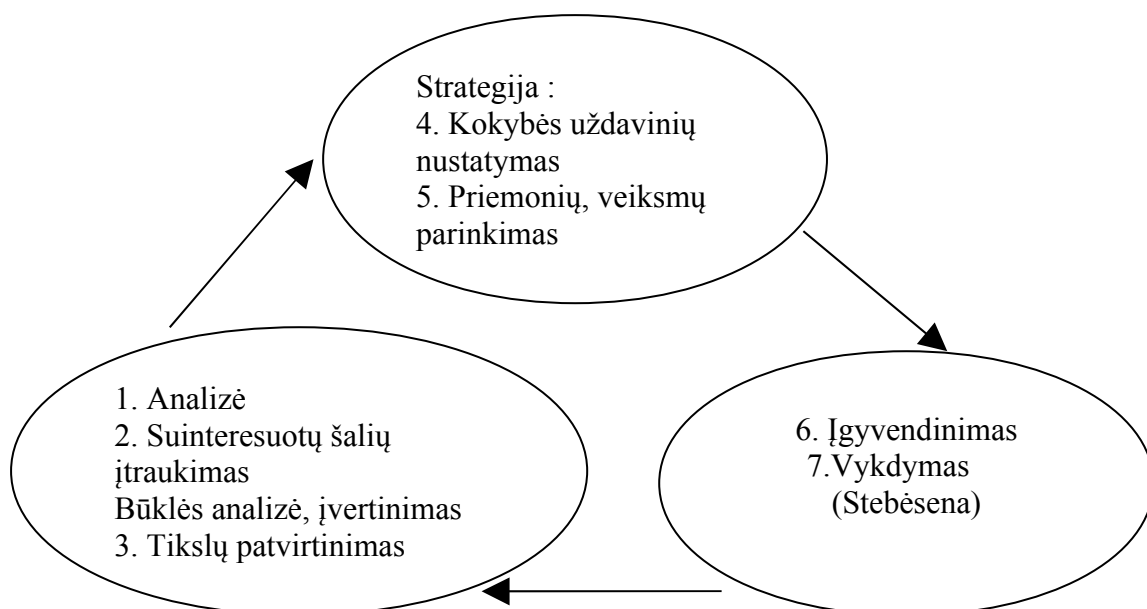 Strategija :
4. Kokybės uždavinių
nustatymas
5. Priemonių, veiksmų
parinkimas
1. Analizė
2. Suinteresuotų šalių
įtraukimas
Būklės analizė, įvertinimas
3. Tikslų patvirtinimas
6. Įgyvendinimas
7.Vykdymas
(Stebėsena)